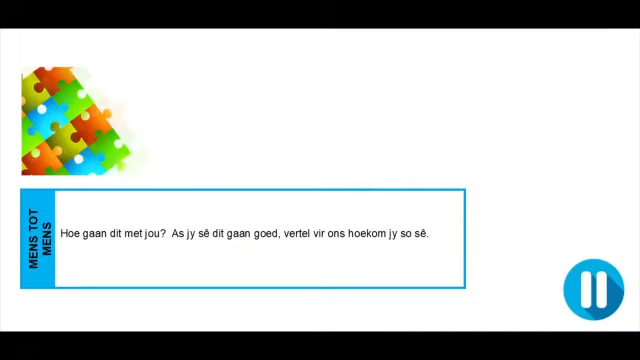 MENS TOT
MENS
Hoe gaan dit met jou? As jy sê dit gaan goed, vertel vir ons hoekom jy so sê.